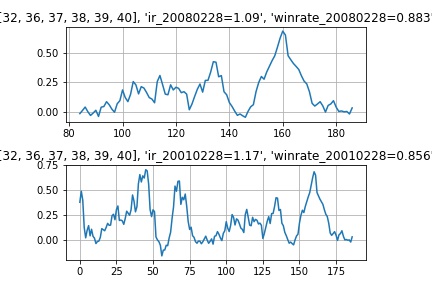 [32, 36, 37, 38, 39, 40], 'ir_20080228=1.09', 'winrate_20080228=0.883'
0.50
0.25
0.00
80 100 120 140 160 180
[32, 36, 37, 38, 39, 40], 'ir_20010228=1.17', 'winrate_20010228=0.856'
0.75
0.50
0.25
0.00
0 25 50 75 100 125 150 175